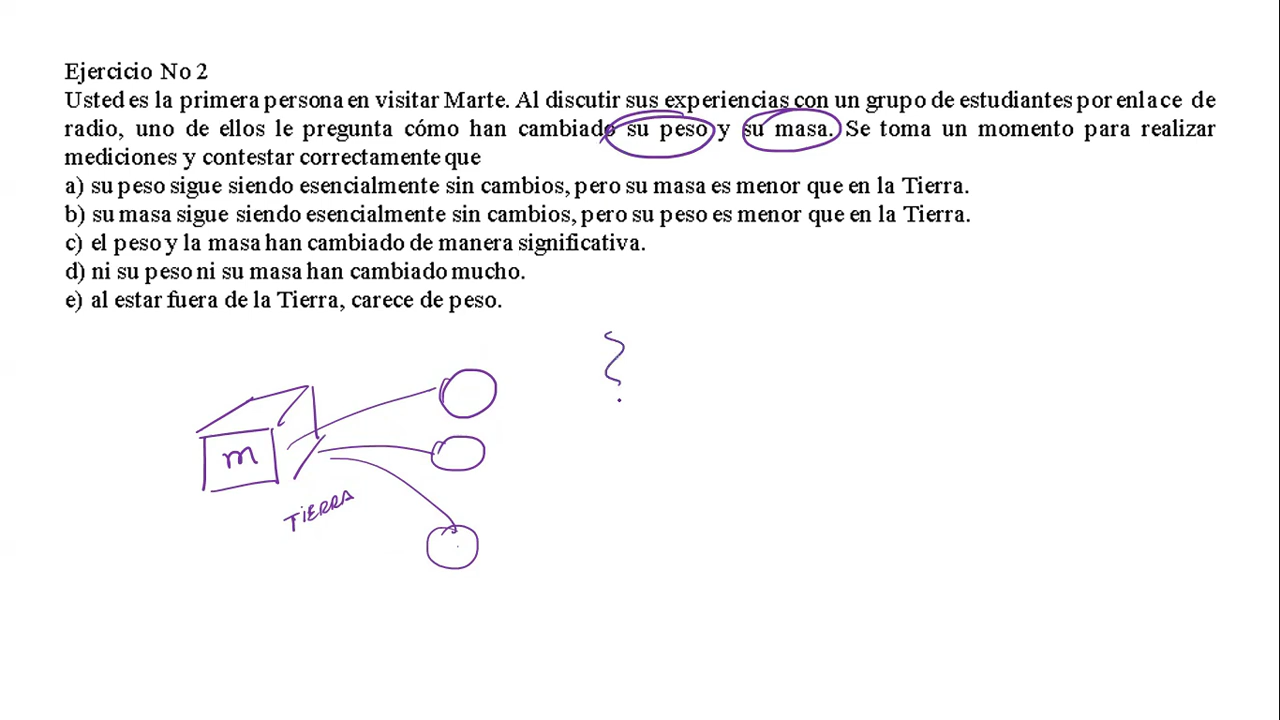 Ejercicio No 2
Usted es la primera persona en visitar Marte. Al discutir sus experiencias con un grupo de estudiantes por enlace de
radio, uno de ellos le pregunta cómo han cambiado su peso y su masa. Se toma un momento para realizar
mediciones y contestar correctamente que
a) su peso sigue siendo esencialmente sin cambios, pero su masa es menor que en la Tierra.
b) su masa sigue siendo esencialmente sin cambios, pero su peso es menor que en la Tierra.
c) el peso y la masa han cambiado de manera significativa.
d) ni su peso ni su masa han cambiado mucho.
e) al estar fuera de la Tierra, carece de peso.
?
m
TIERRA